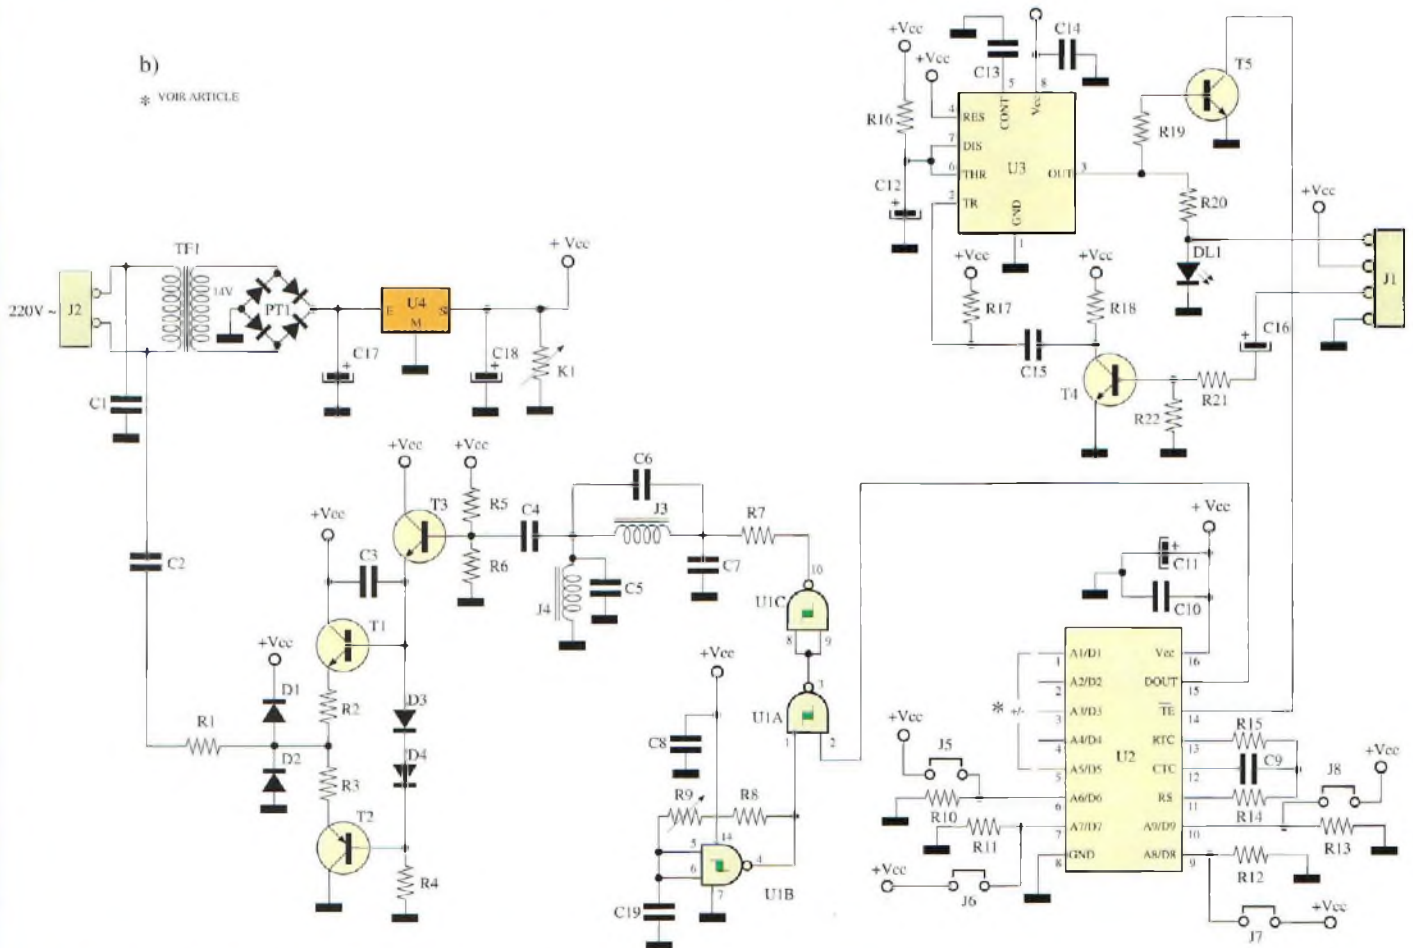 b)
* VOIR ARTICLE
220V ~
J2
TF1
14V
PT1
C1
C17
E
U4
S
M
C18
+ Vcc
K1
+Vcc
R16
+Vcc
C12
+
C13
C14
5
8
CONT
Vcc
4
RES
7
DIS
6
THR
2
TR
U3
OUT
3
GND
1
R19
T5
R20
DL1
+Vcc
J1
C16
+Vcc
R17
+Vcc
R18
C15
T4
R21
R22
C2
R1
+Vcc
D1
D2
+Vcc
C3
T1
R2
R3
T2
+Vcc
T3
D3
D4
R4
+Vcc
R5
R6
C4
C6
J3
J4
C5
C7
R7
10
U1C
8
9
3
U1A
1
2
+Vcc
C8
R9
R8
5
6
14
4
7
U1B
C19
+Vcc
C11
C10
* +/-
1
A1/D1
2
A2/D2
3
A3/D3
4
A4/D4
5
A5/D5
6
A6/D6
7
A7/D7
8
GND
U2
Vcc
16
DOUT
15
TE
14
RTC
13
CTC
12
RS
11
A9/D9
10
A8/D8
9
R15
C9
R14
J8
+Vcc
R13
R12
J7
+Vcc
+Vcc
J5
R10
R11
+Vcc
J6